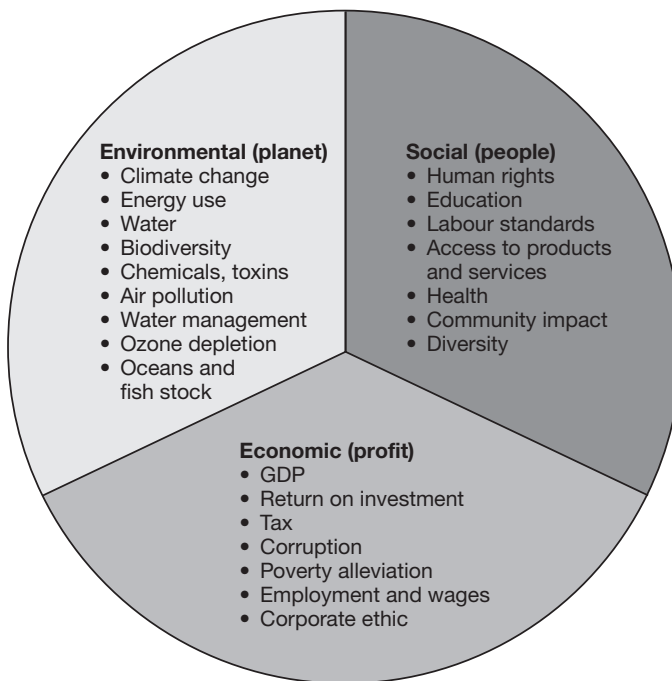 Environmental (planet)
• Climate change
• Energy use
• Water
• Biodiversity
• Chemicals, toxins
• Air pollution
• Water management
• Ozone depletion
• Oceans and
fish stock
Social (people)
• Human rights
• Education
• Labour standards
• Access to products
and services
• Health
• Community impact
• Diversity
Economic (profit)
• GDP
• Return on investment
• Tax
• Corruption
• Poverty alleviation
• Employment and wages
• Corporate ethic